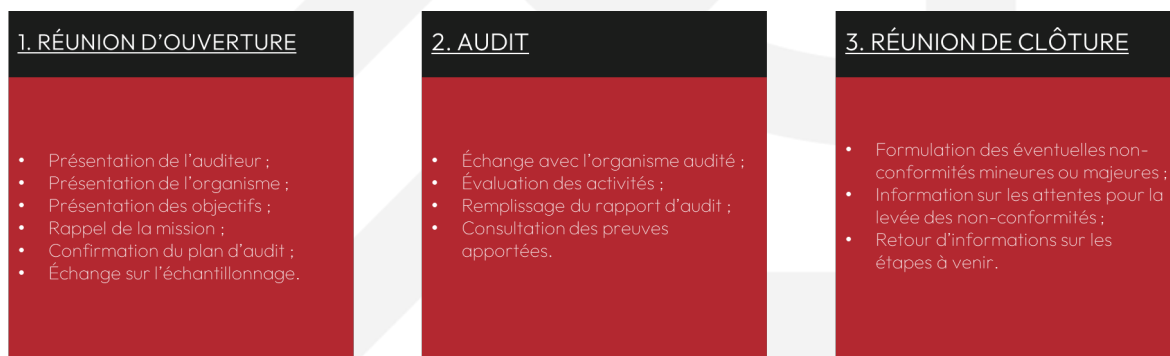 1. RÉUNION D'OUVERTURE
• Présentation de l'auditeur ;
• Présentation de l'organisme ;
• Présentation des objectifs ;
• Rappel de la mission ;
• Confirmation du plan d'audit ;
• Échange sur l'échantillonnage.
2. AUDIT
• Échange avec l'organisme audité ;
• Évaluation des activités ;
• Remplissage du rapport d'audit ;
• Consultation des preuves
apportées.
3. RÉUNION DE CLÔTURE
• Formulation des éventuelles non-
conformités mineures ou majeures ;
• Information sur les attentes pour la
levée des non-conformités ;
• Retour d'informations sur les
étapes à venir.